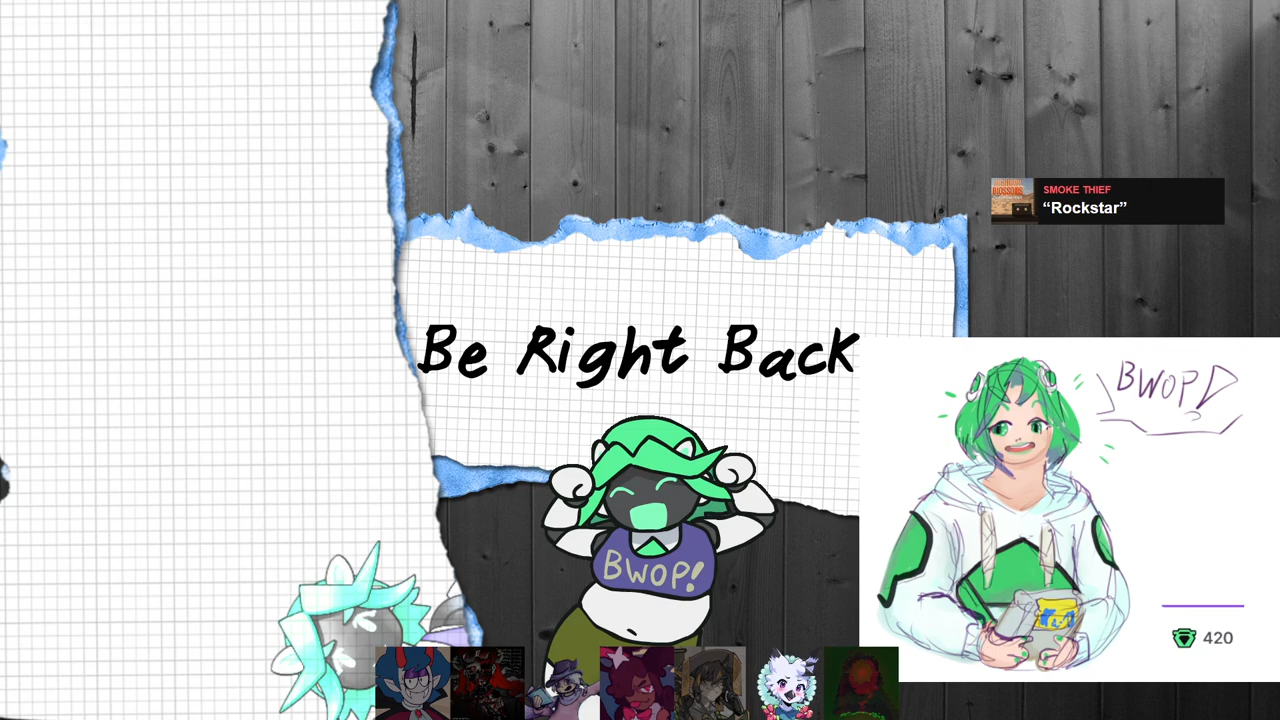 SMOKE THIEF
“Rockstar”
Be Right Back
BWOP
BWOP!
420